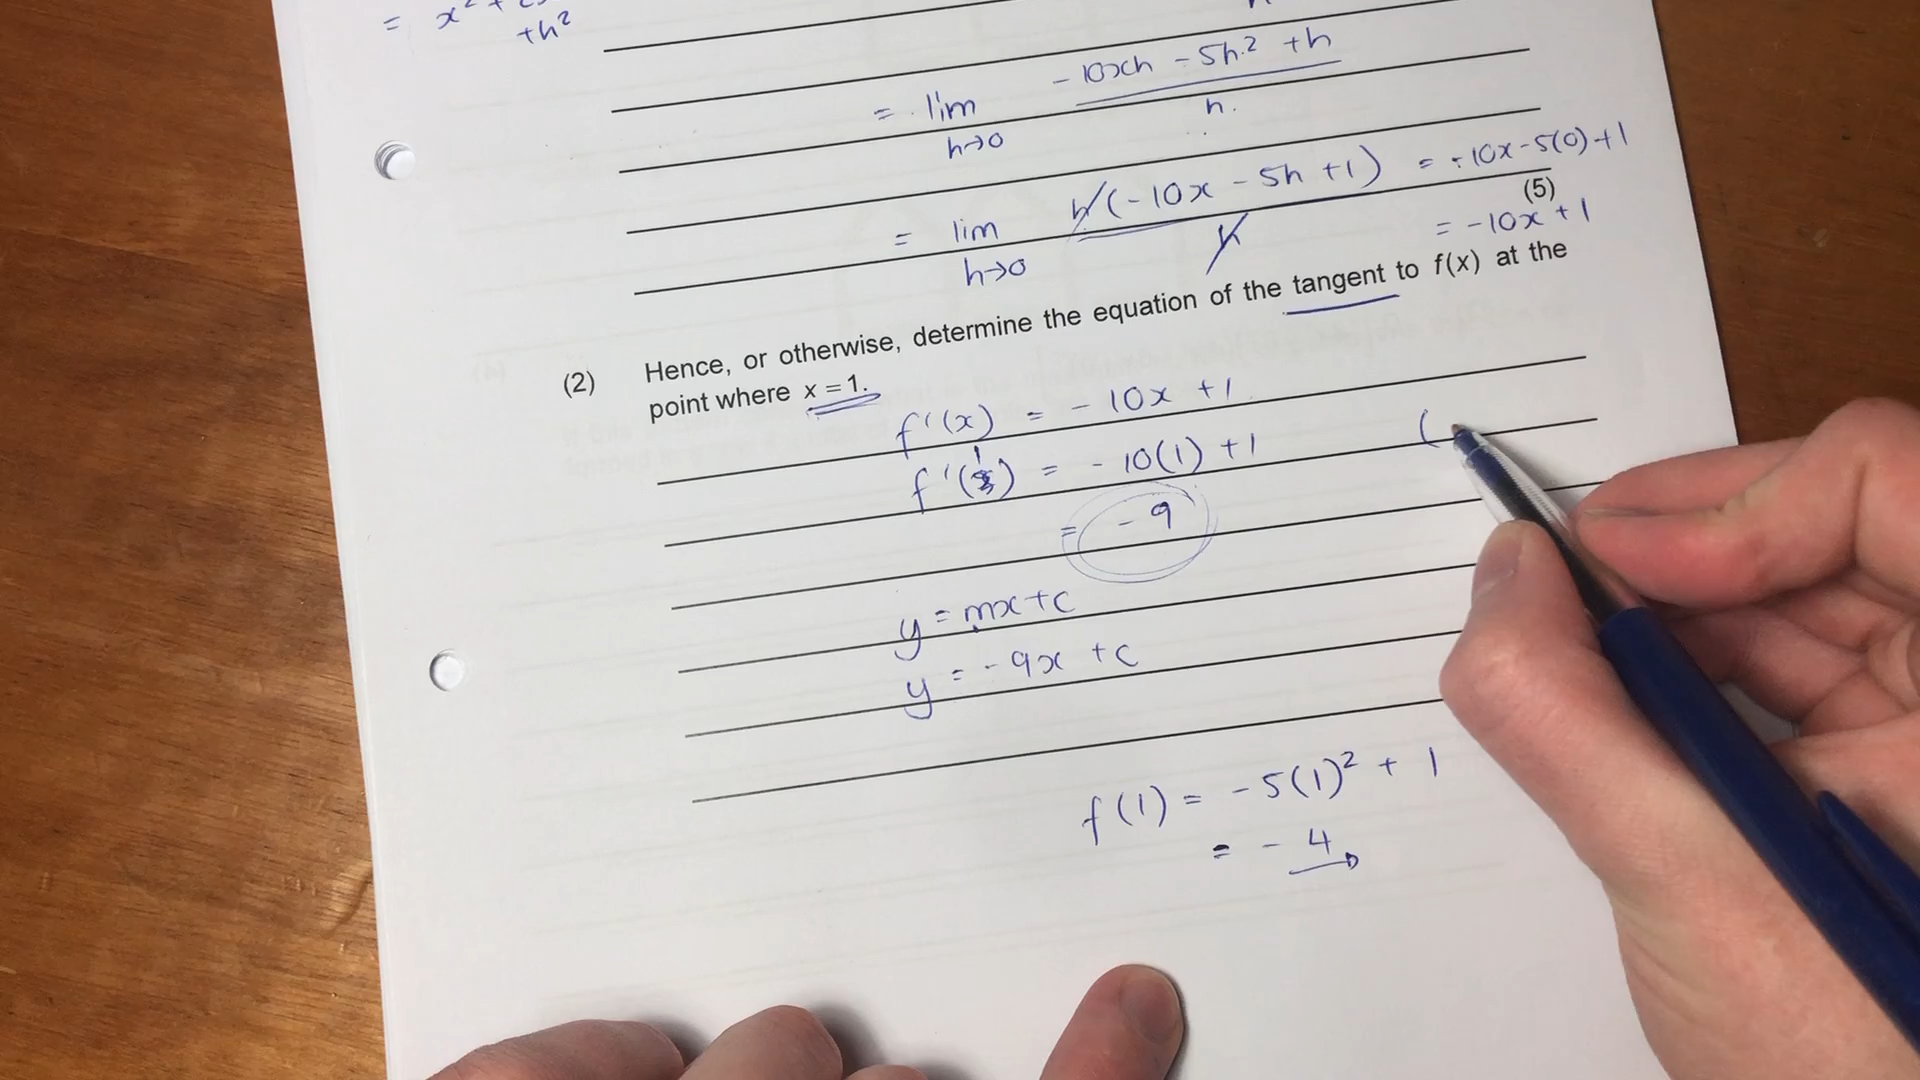 = x² +
+h²
-10xh - 5h² + h
= lim
h
h→0
= lim h(-10x - 5h + 1) = -10x-5(0)+1
h
h→0
(5)
= -10x + 1
(2) Hence, or otherwise, determine the equation of the tangent to f(x) at the
point where x = 1.
f'(x) = -10x + 1
f'(1) = -10(1) + 1
= -9
(
y = mx+c
y = -9x + c
f(1) = -5(1)² + 1
= -4